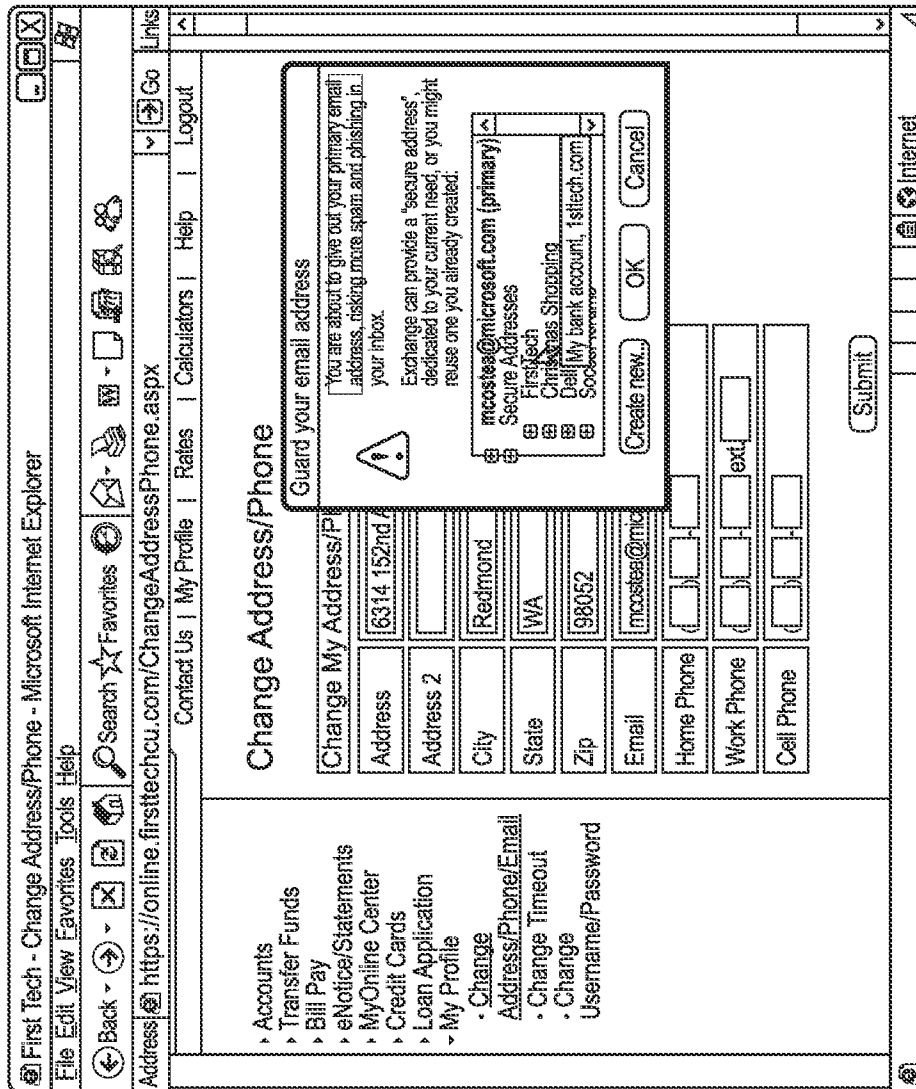 First Tech - Change Address/Phone - Microsoft Internet Explorer
File Edit View Favorites Tools Help
Back Search Favorites
Address https://online.firsttechcu.com/ChangeAddressPhone.aspx Go Links
Contact Us | My Profile | Rates | Calculators | Help | Logout
Accounts
Transfer Funds
Bill Pay
eNotice/Statements
MyOnline Center
Credit Cards
Loan Application
My Profile
· Change
Address/Phone/Email
· Change Timeout
· Change
Username/Password
Change Address/Phone
Change My Address/P
Address 6314 152nd A
Address 2
City Redmond
State WA
Zip 98052
Email mcostea@mic
Home Phone ( ) -
Work Phone ( ) - ext.
Cell Phone ( ) -
Submit
Guard your email address
You are about to give out your primary email
address, risking more spam and phishing in
your inbox.
Exchange can provide a "secure address",
dedicated to your current need, or you might
reuse one you already created:
mcostea@microsoft.com (primary)
Secure Addresses
FirstTech
Christmas Shopping
Dell My bank account, 1sttech.com
Create new... OK Cancel
Internet